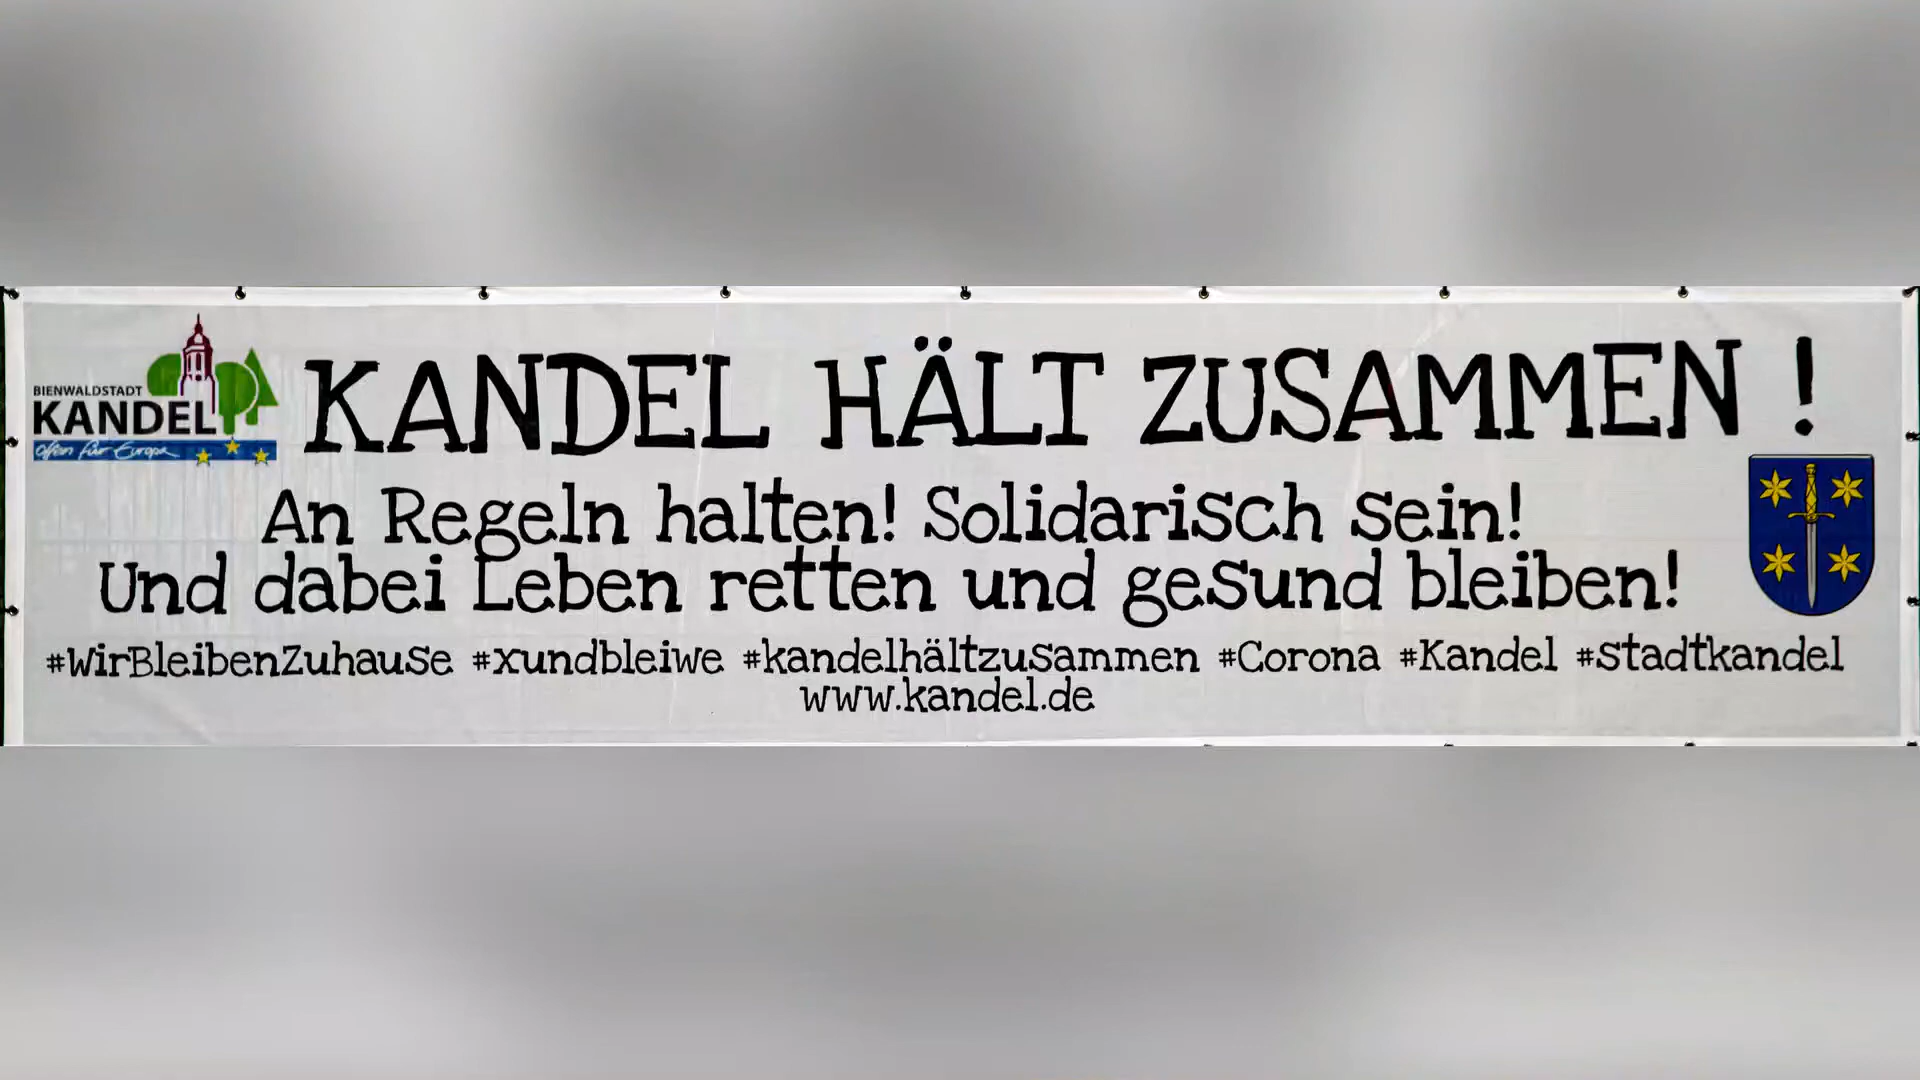 BIENWALDSTADT
KANDEL
offen für Europa
KANDEL HÄLT ZUSAMMEN !
An Regeln halten! Solidarisch sein!
Und dabei Leben retten und gesund bleiben!
#WirBleibenZuhause #xundbleiwe #kandelhältzusammen #Corona #Kandel #stadtkandel
www.kandel.de